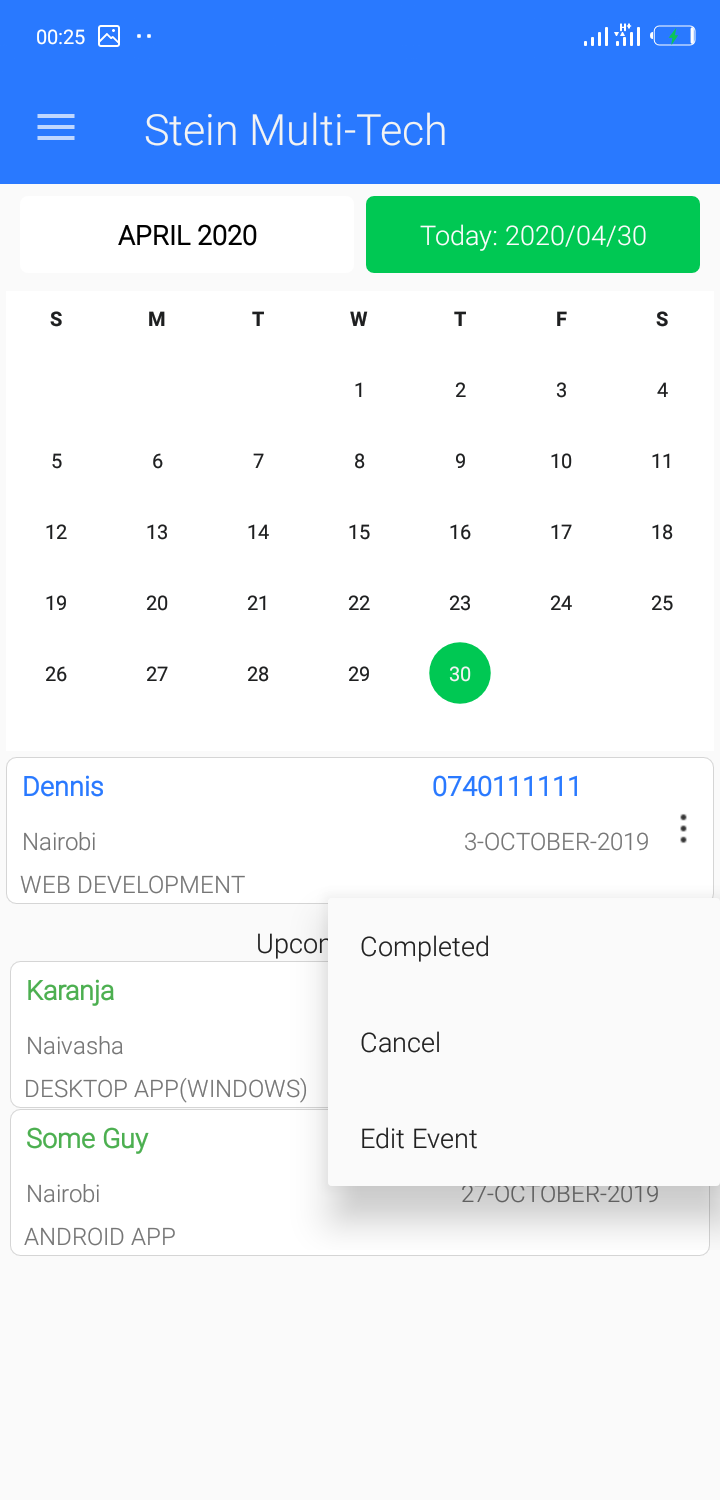 00:25
Stein Multi-Tech
APRIL 2020 Today: 2020/04/30
S M T W T F S
1 2 3 4
5 6 7 8 9 10 11
12 13 14 15 16 17 18
19 20 21 22 23 24 25
26 27 28 29 30
Dennis 0740111111
Nairobi 3-OCTOBER-2019
WEB DEVELOPMENT
Completed
Karanja
Cancel
Naivasha
DESKTOP APP(WINDOWS)
Some Guy Edit Event
Nairobi 27-OCTOBER-2019
ANDROID APP